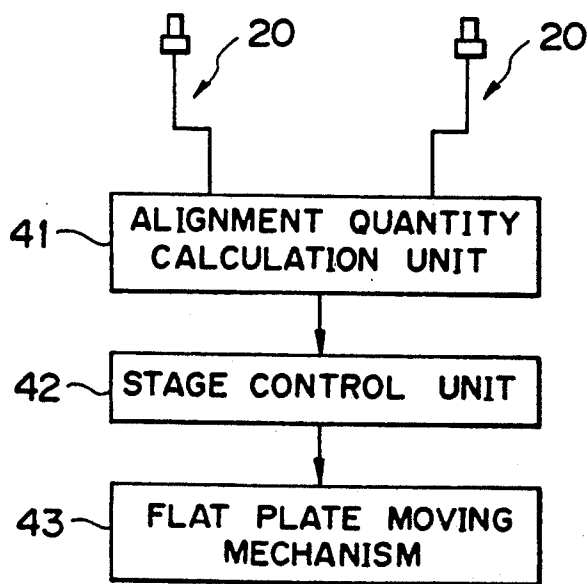 20
20
41
ALIGNMENT QUANTITY
CALCULATION UNIT
42
STAGE CONTROL UNIT
43
FLAT PLATE MOVING
MECHANISM